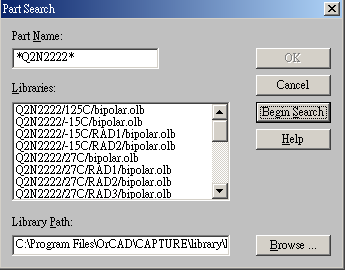 Part Search
Part Name:
*Q2N2222*
OK
Cancel
Libraries:
Begin Search
Q2N2222/125C/bipolar.olb
Q2N2222/-15C/bipolar.olb
Q2N2222/-15C/RAD1/bipolar.olb
Q2N2222/-15C/RAD2/bipolar.olb
Q2N2222/27C/bipolar.olb
Q2N2222/27C/RAD1/bipolar.olb
Q2N2222/27C/RAD2/bipolar.olb
Q2N2222/27C/RAD3/bipolar.olb
Help
Library Path:
C:\Program Files\OrCAD\CAPTURE\library\l
Browse ...